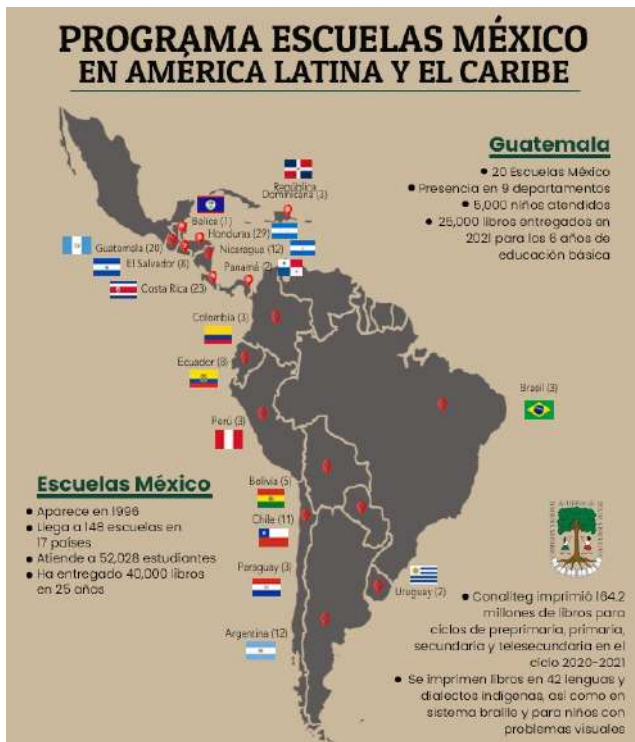 PROGRAMA ESCUELAS MÉXICO
EN AMÉRICA LATINA Y EL CARIBE
Guatemala
• 20 Escuelas México
• Presencia en 9 departamentos
• 5,000 niños atendidos
• 25,000 libros entregados en
2021 para los 6 años de
educación básica
República
Dominicana (3)
Belice (1)
Honduras (29)
Guatemala (20)
Nicaragua (12)
El Salvador (8)
Panamá (2)
Costa Rica (23)
Colombia (3)
Ecuador (8)
Brasil (3)
Perú (3)
Bolivia (5)
Chile (11)
Paraguay (3)
Uruguay (2)
Argentina (12)
Escuelas México
• Aparece en 1996
• Llega a 148 escuelas en
17 países
• Atiende a 52,028 estudiantes
• Ha entregado 40,000 libros
en 25 años
• Conaliteg imprimió 164.2
millones de libros para
ciclos de preprimaria, primaria,
secundaria y telesecundaria en el
ciclo 2020-2021
• Se imprimen libros en 42 lenguas y
dialectos indígenas, así como en
sistema braille y para niños con
problemas visuales